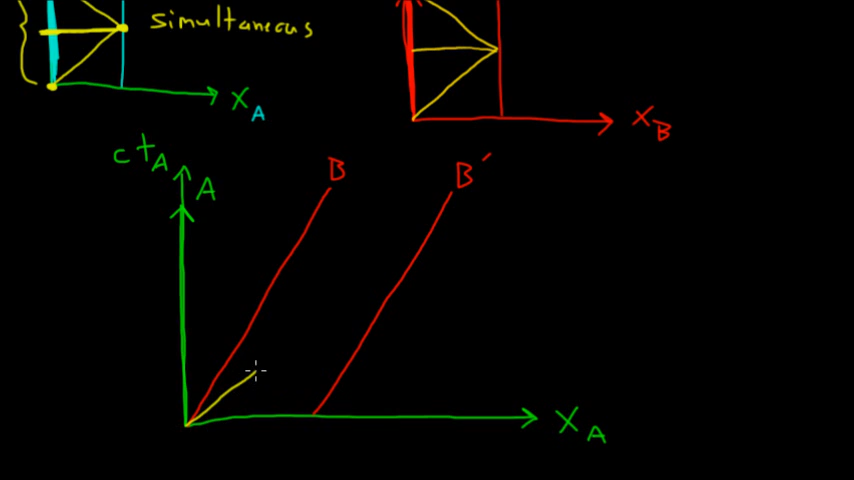 simultaneous
X_A
X_B
ct_A
A
B
B′
X_A